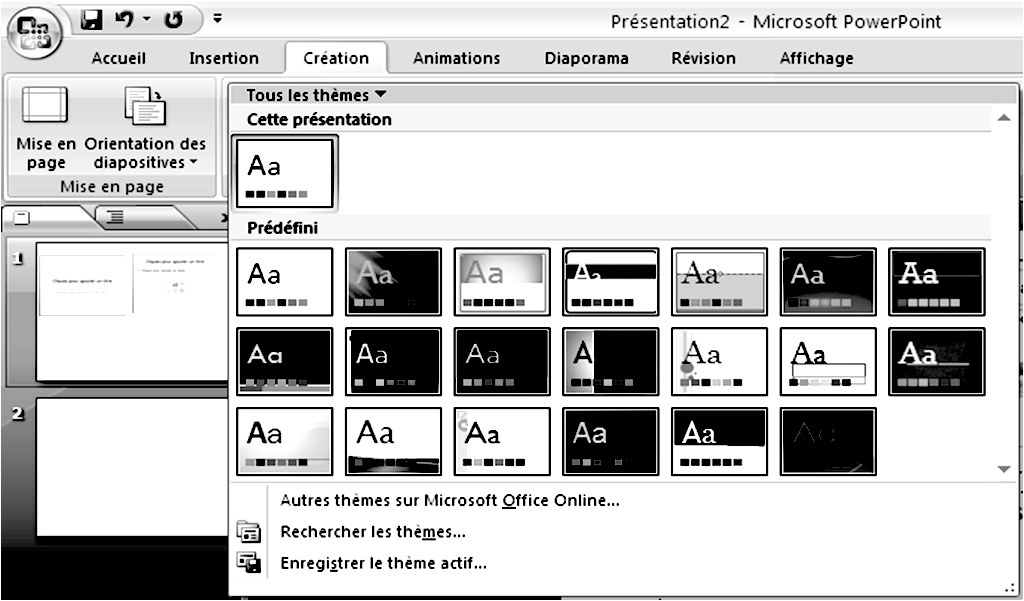 Présentation2 - Microsoft PowerPoint
Accueil Insertion Création Animations Diaporama Révision Affichage
Tous les thèmes
Cette présentation
Mise en page
Orientation des diapositives
Mise en page
Aa
Prédéfini
1
Aa Aa Aa Aa Aa Aa Aa
Aa Aa Aa A Aa Aa Aa
2
Aa Aa Aa Aa Aa Aa
Autres thèmes sur Microsoft Office Online...
Rechercher les thèmes...
Enregistrer le thème actif...